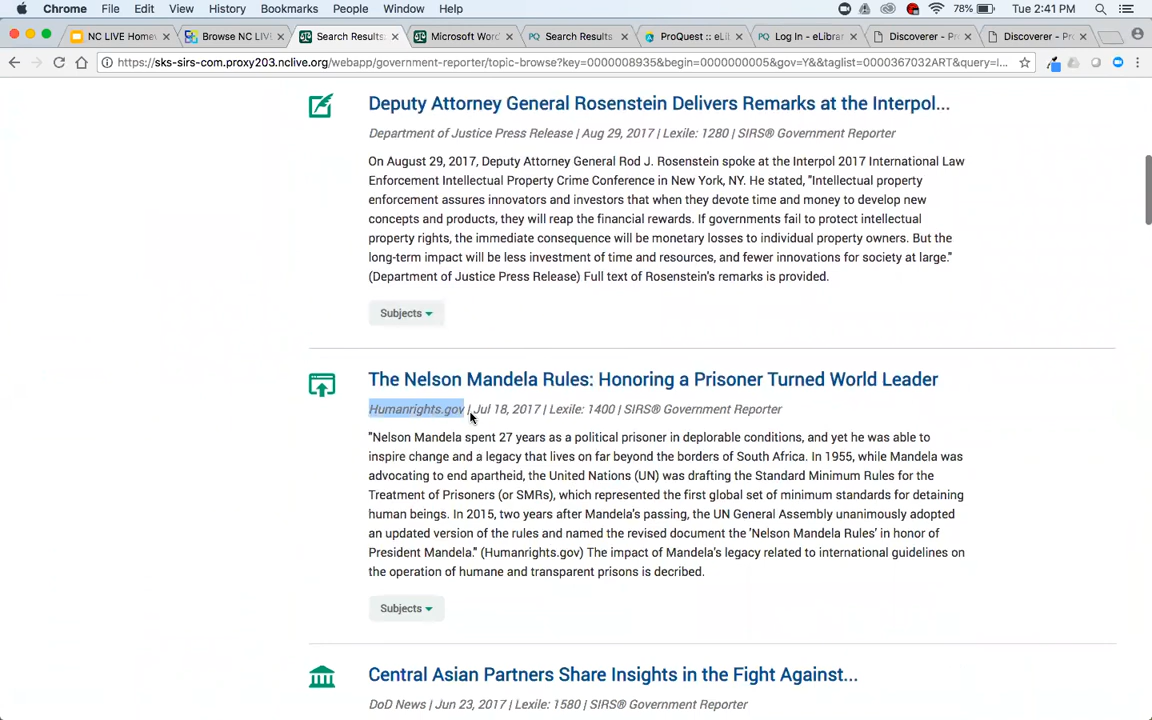 Chrome File Edit View History Bookmarks People Window Help 78% Tue 2:41 PM
NC LIVE Homew Browse NC LIV Search Results: Microsoft Word Search Results ProQuest :: eLib Log In - eLibrar Discoverer - Pro Discoverer - Pro
https://sks-sirs-com.proxy203.nclive.org/webapp/government-reporter/topic-browse?key=0000008935&begin=0000000005&gov=Y&&taglist=0000367032ART&query=I...
Deputy Attorney General Rosenstein Delivers Remarks at the Interpol...
Department of Justice Press Release | Aug 29, 2017 | Lexile: 1280 | SIRS® Government Reporter
On August 29, 2017, Deputy Attorney General Rod J. Rosenstein spoke at the Interpol 2017 International Law
Enforcement Intellectual Property Crime Conference in New York, NY. He stated, "Intellectual property
enforcement assures innovators and investors that when they devote time and money to develop new
concepts and products, they will reap the financial rewards. If governments fail to protect intellectual
property rights, the immediate consequence will be monetary losses to individual property owners. But the
long-term impact will be less investment of time and resources, and fewer innovations for society at large."
(Department of Justice Press Release) Full text of Rosenstein's remarks is provided.
Subjects
The Nelson Mandela Rules: Honoring a Prisoner Turned World Leader
Humanrights.gov | Jul 18, 2017 | Lexile: 1400 | SIRS® Government Reporter
"Nelson Mandela spent 27 years as a political prisoner in deplorable conditions, and yet he was able to
inspire change and a legacy that lives on far beyond the borders of South Africa. In 1955, while Mandela was
advocating to end apartheid, the United Nations (UN) was drafting the Standard Minimum Rules for the
Treatment of Prisoners (or SMRs), which represented the first global set of minimum standards for detaining
human beings. In 2015, two years after Mandela's passing, the UN General Assembly unanimously adopted
an updated version of the rules and named the revised document the 'Nelson Mandela Rules' in honor of
President Mandela." (Humanrights.gov) The impact of Mandela's legacy related to international guidelines on
the operation of humane and transparent prisons is decribed.
Subjects
Central Asian Partners Share Insights in the Fight Against...
DoD News | Jun 23, 2017 | Lexile: 1580 | SIRS® Government Reporter